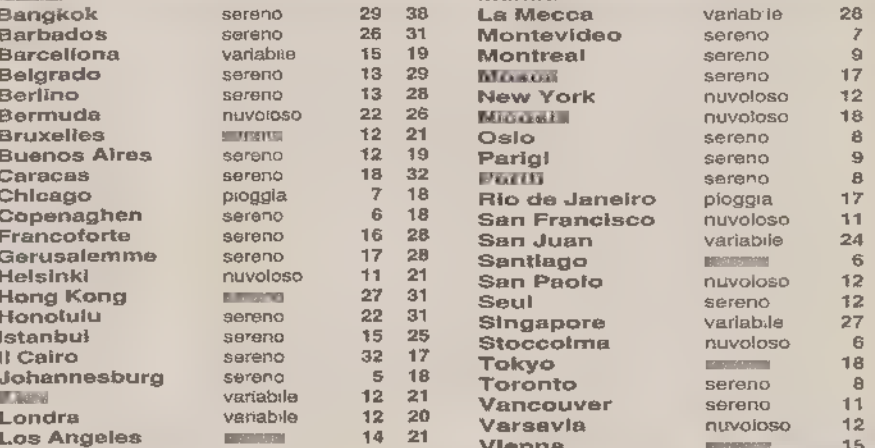 Bangkok sereno 29 38
Barbados sereno 26 31
Barcellona variabile 15 19
Belgrado sereno 13 29
Berlino sereno 13 28
Bermuda nuvoloso 22 26
Bruxelles 12 21
Buenos Aires sereno 12 19
Caracas sereno 18 32
Chicago pioggia 7 18
Copenaghen sereno 6 18
Francoforte sereno 16 28
Gerusalemme sereno 17 28
Helsinki nuvoloso 11 21
Hong Kong 27 31
Honolulu sereno 22 31
Istanbul sereno 15 25
Il Cairo sereno 32 17
Johannesburg sereno 5 18
variabile 12 21
Londra variabile 12 20
Los Angeles 14 21
La Mecca variabile 28
Montevideo sereno 7
Montreal sereno 9
sereno 17
New York nuvoloso 12
nuvoloso 18
Oslo sereno 8
Parigi sereno 9
sereno 8
Rio de Janeiro pioggia 17
San Francisco nuvoloso 11
San Juan variabile 24
Santiago 6
San Paolo nuvoloso 12
Seul sereno 12
Singapore variabile 27
Stoccolma nuvoloso 6
Tokyo 18
Toronto sereno 8
Vancouver sereno 11
Varsavia nuvoloso 12
Vienna 15